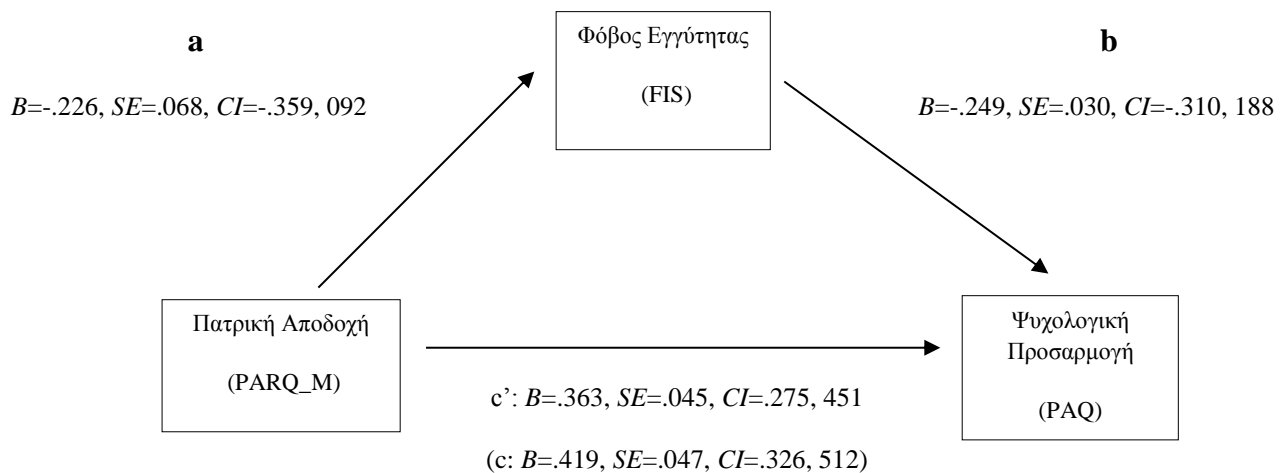 a
Φόβος Εγγύτητας
(FIS)
b
B=-.226, SE=.068, CI=-.359, 092
B=-.249, SE=.030, CI=-.310, 188
Πατρική Αποδοχή
(PARQ_M)
Ψυχολογική
Προσαρμογή
(PAQ)
c’: B=.363, SE=.045, CI=.275, 451
(c: B=.419, SE=.047, CI=.326, 512)